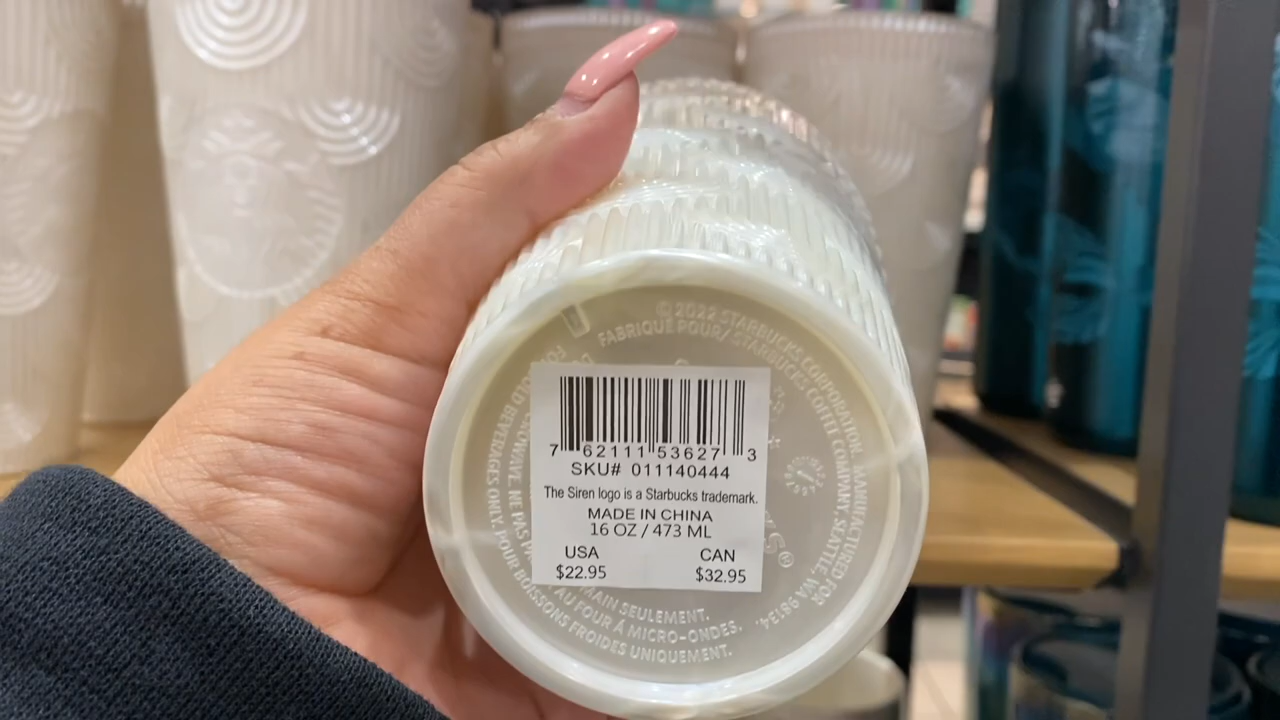 © 2022 STARBUCKS CORPORATION. MANUFACTURED FOR
FABRIQUÉ POUR/ STARBUCKS COFFEE COMPANY, SEATTLE, WA 98134.
7 62111 53627 3
SKU# 011140444
The Siren logo is a Starbucks trademark.
MADE IN CHINA
16 OZ / 473 ML
USA CAN
$22.95 $32.95
OLD BEVERAGES ONLY. POUR BOISSONS FROIDES UNIQUEMENT.
OWAVE. NE PAS AU FOUR À MICRO-ONDES.
MAIN SEULEMENT.